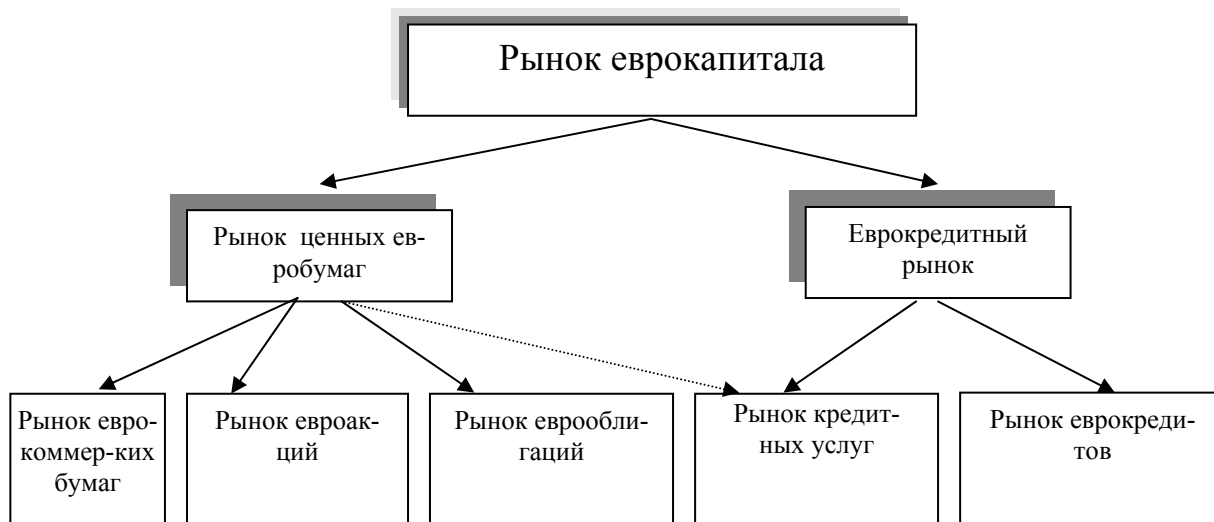 Рынок еврокапитала
Рынок ценных ев-
робумаг
Еврокредитный
рынок
Рынок евро-
коммер-ких
бумаг
Рынок евроак-
ций
Рынок еврообли-
гаций
Рынок кредит-
тных услуг
Рынок еврокреди-
тов